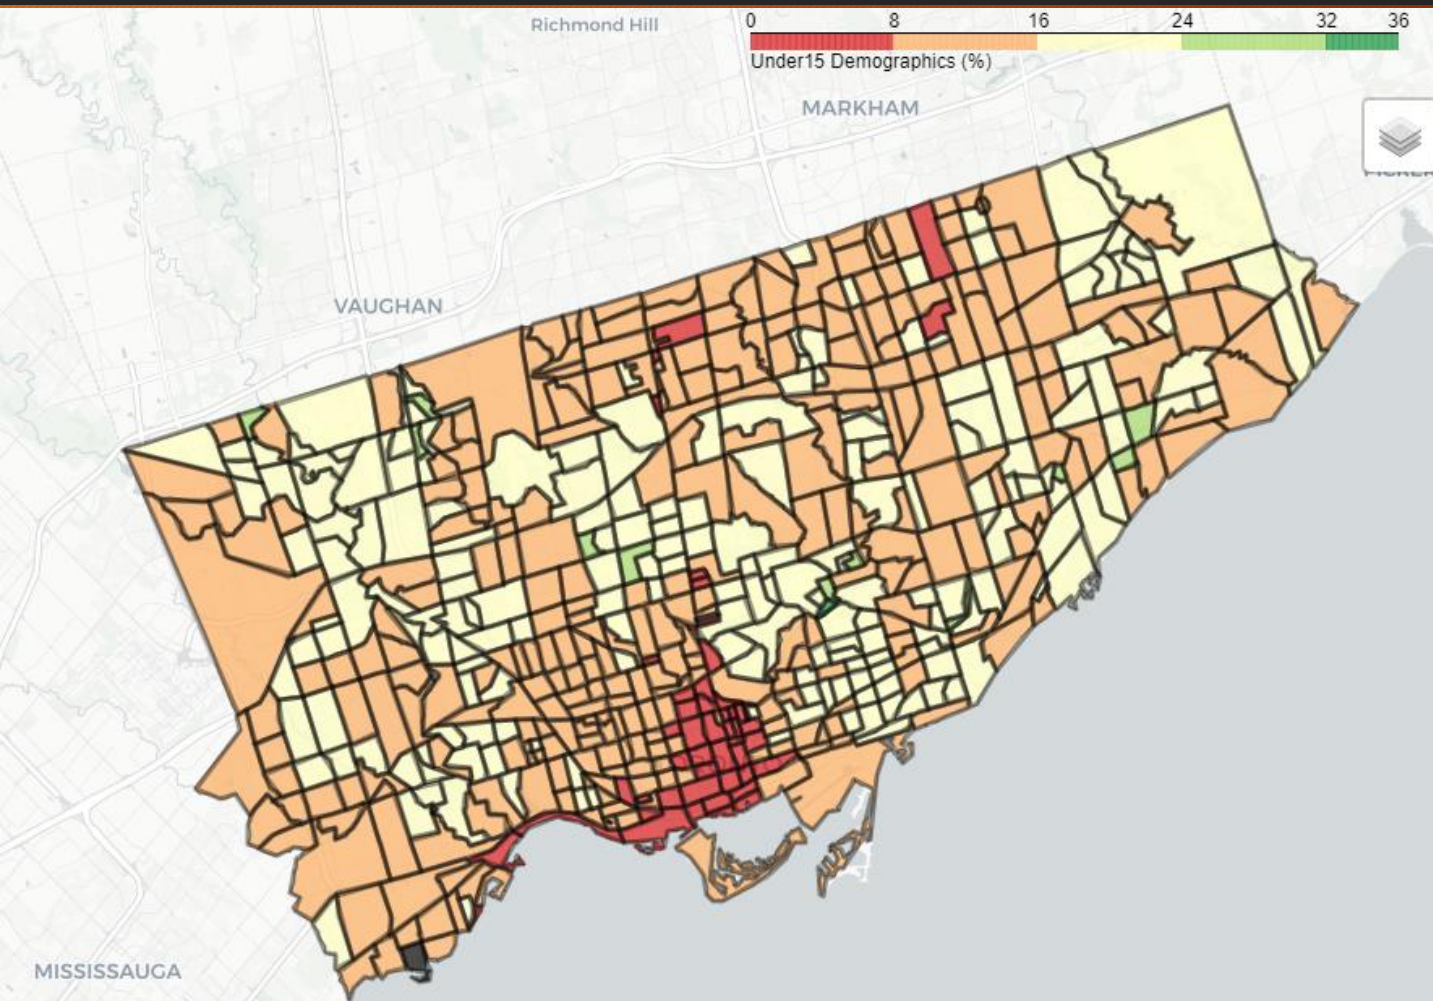 Richmond Hill
0 8 16 24 32 36
Under15 Demographics (%)
MARKHAM
VAUGHAN
MISSISSAUGA